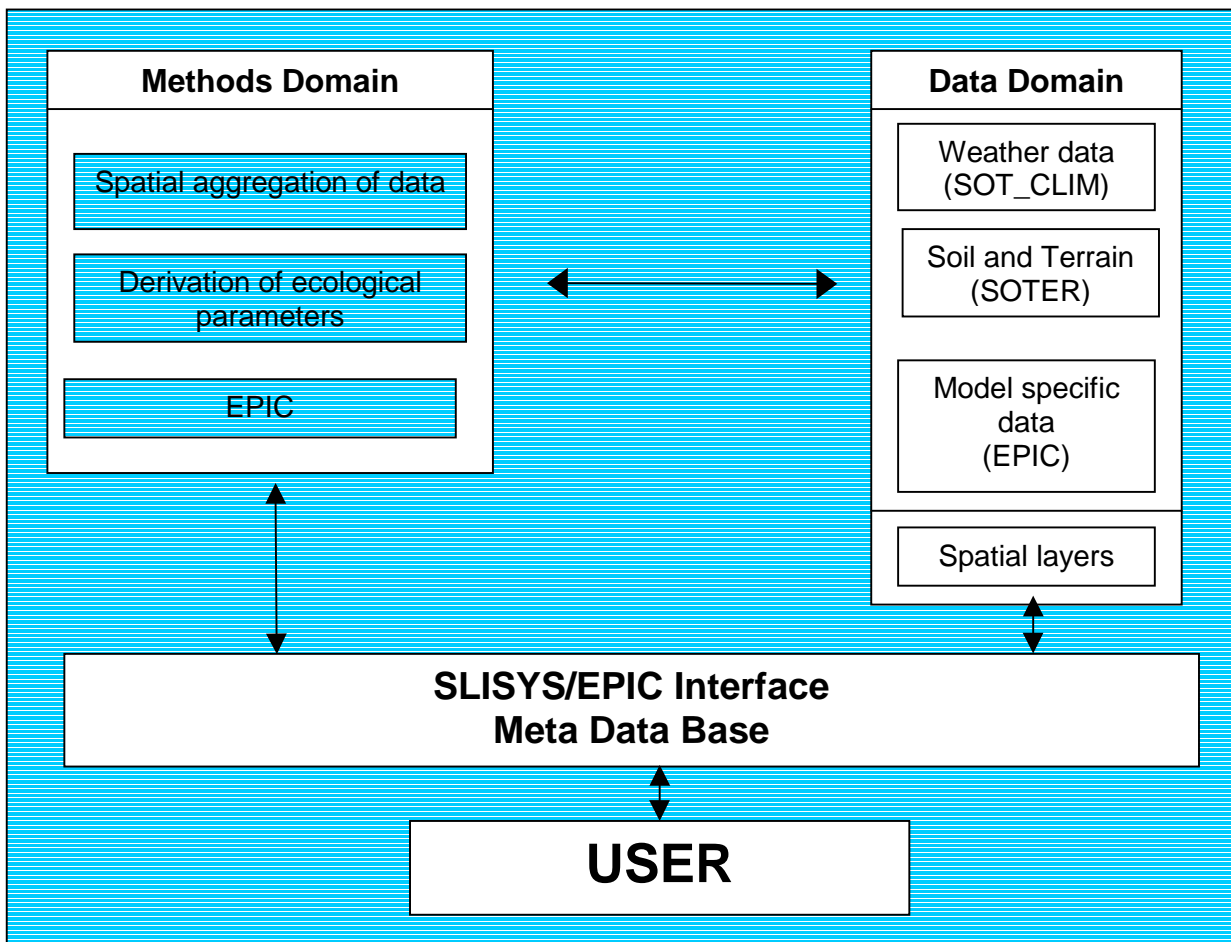 Methods Domain
Spatial aggregation of data
Derivation of ecological
parameters
EPIC
Data Domain
Weather data
(SOT_CLIM)
Soil and Terrain
(SOTER)
Model specific
data
(EPIC)
Spatial layers
SLISYS/EPIC Interface
Meta Data Base
USER